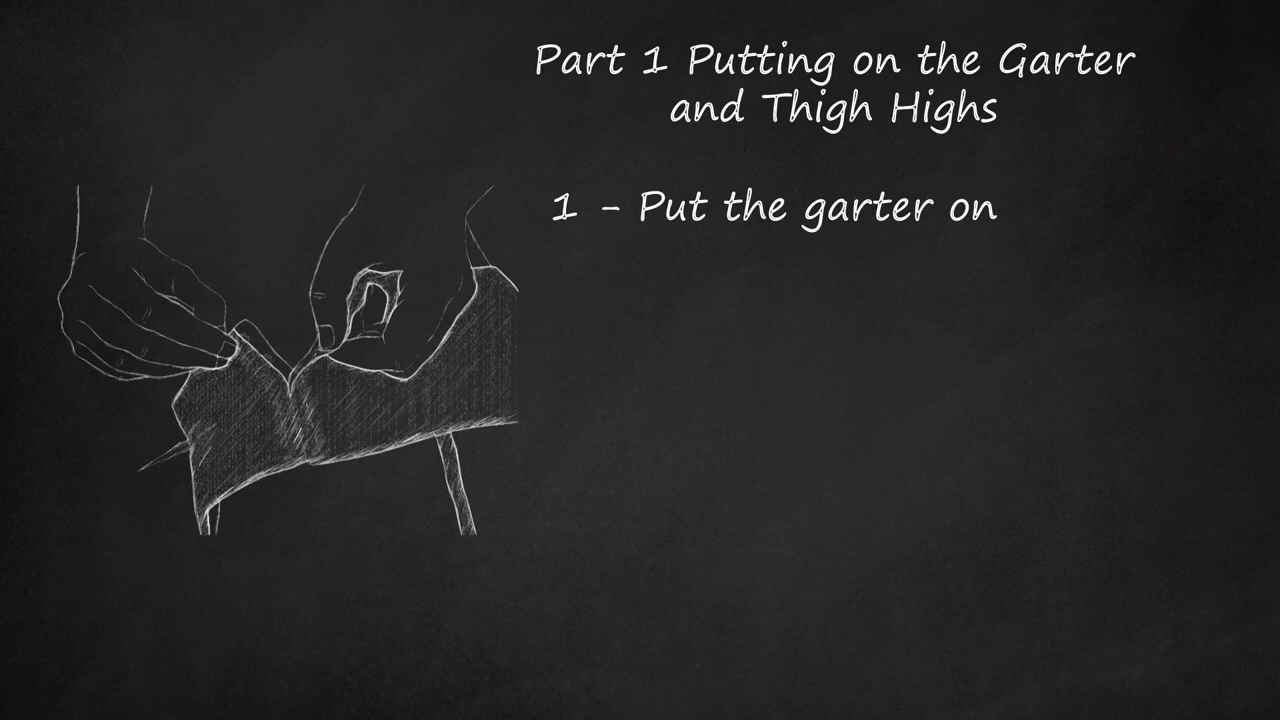 Part 1 Putting on the Garter
and Thigh Highs
1 - Put the garter on